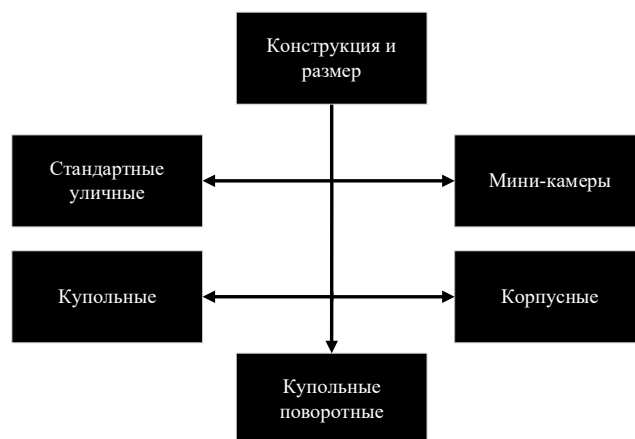 Конструкция и
размер
Стандартные
уличные
Мини-камеры
Купольные
Корпусные
Купольные
поворотные